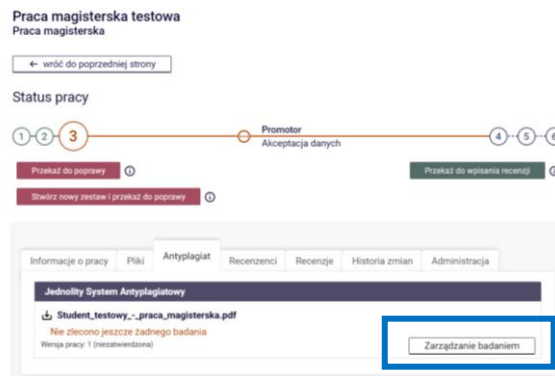 Praca magisterska testowa
Praca magisterska
← wróć do poprzedniej strony
Status pracy
1 2 3 Promotor 4 5 6
Akceptacja danych
Przekaż do poprawy Przekaż do wpisania recenzji
Stwórz nowy zestaw i przekaż do poprawy
Informacje o pracy Pliki Antyplagiat Recenzenci Recenzje Historia zmian Administracja
Jednolity System Antyplagiatowy
Student_testowy_-_praca_magisterska.pdf
Nie zlecono jeszcze żadnego badania
Wersja pracy: 1 (niezatwierdzona)
Zarządzanie badaniem